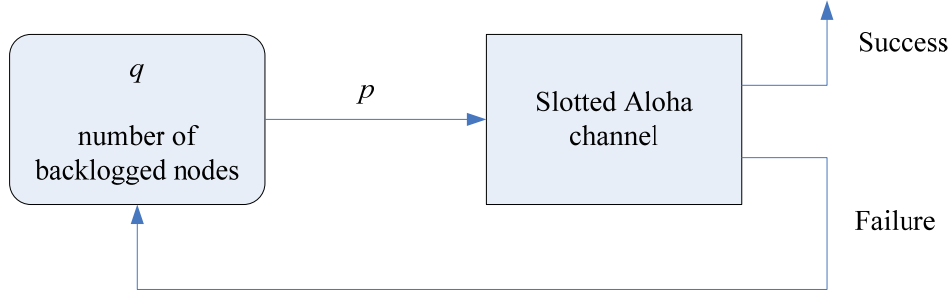 q
number of
backlogged nodes
p
Slotted Aloha
channel
Success
Failure